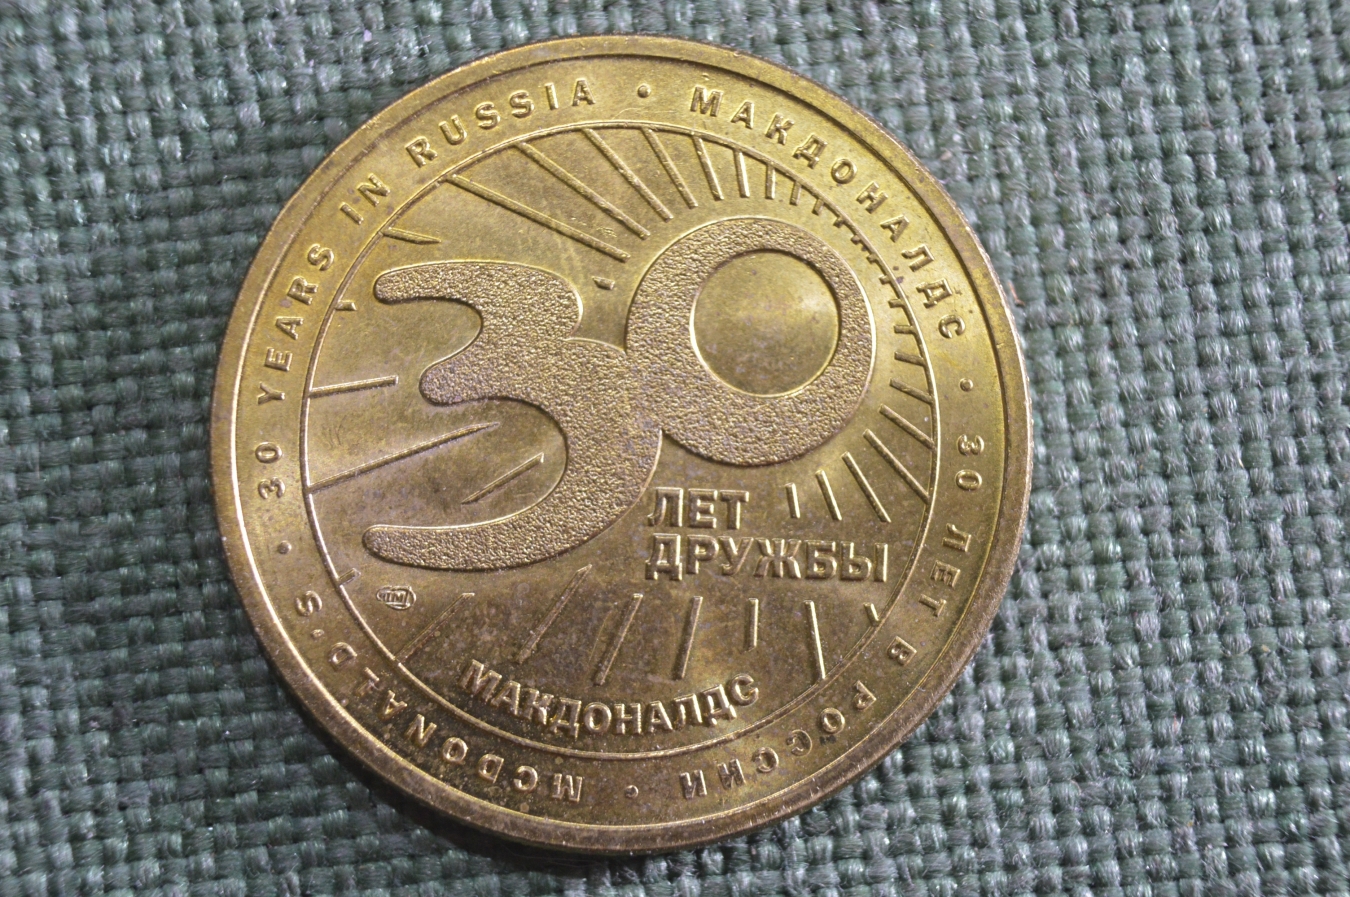 MCDONALD'S • 30 YEARS IN RUSSIA • МАКДОНАЛДС • 30 ЛЕТ В РОССИИ •
30
ЛЕТ
ДРУЖБЫ
МАКДОНАЛДС